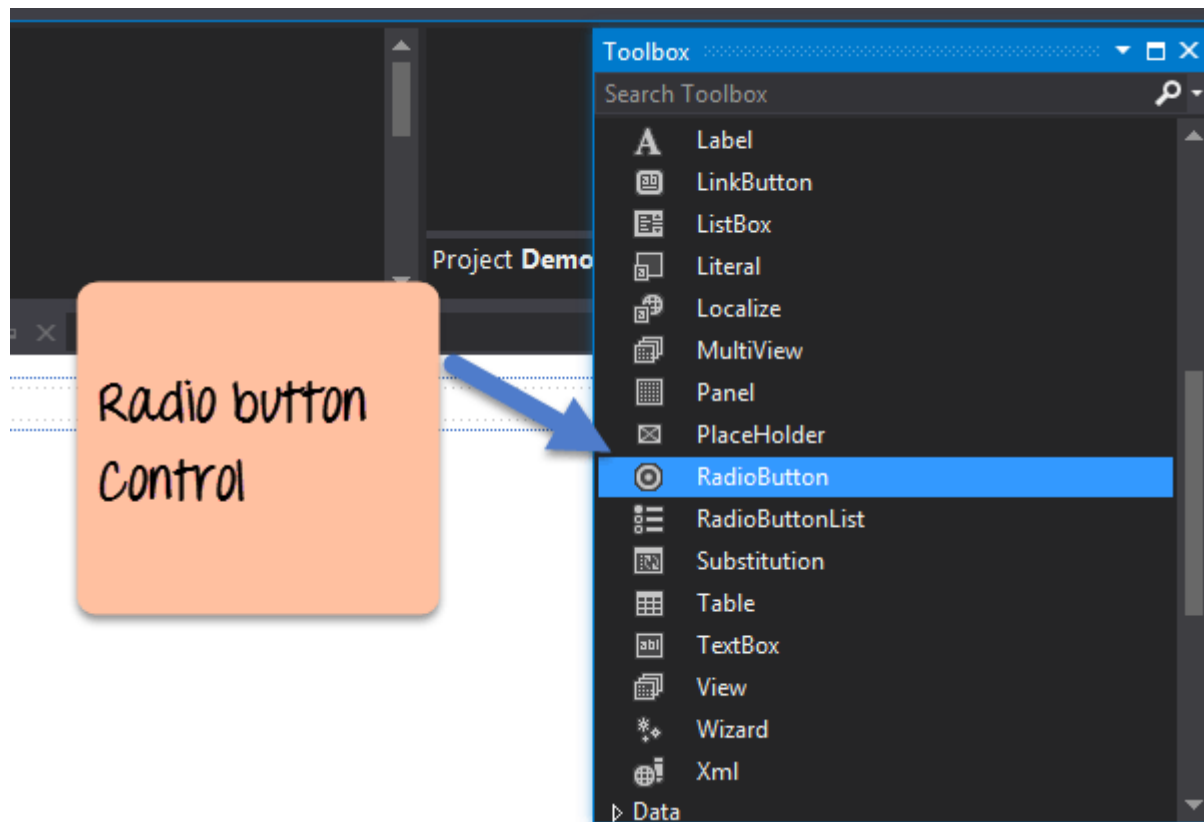 Toolbox
Search Toolbox
Label
LinkButton
ListBox
Literal
Localize
MultiView
Panel
PlaceHolder
RadioButton
RadioButtonList
Substitution
Table
TextBox
View
Wizard
Xml
Data
Project Demo
Radio button
Control